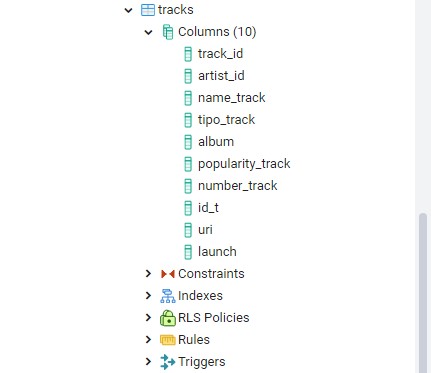 tracks
Columns (10)
track_id
artist_id
name_track
tipo_track
album
popularity_track
number_track
id_t
uri
launch
Constraints
Indexes
RLS Policies
Rules
Triggers